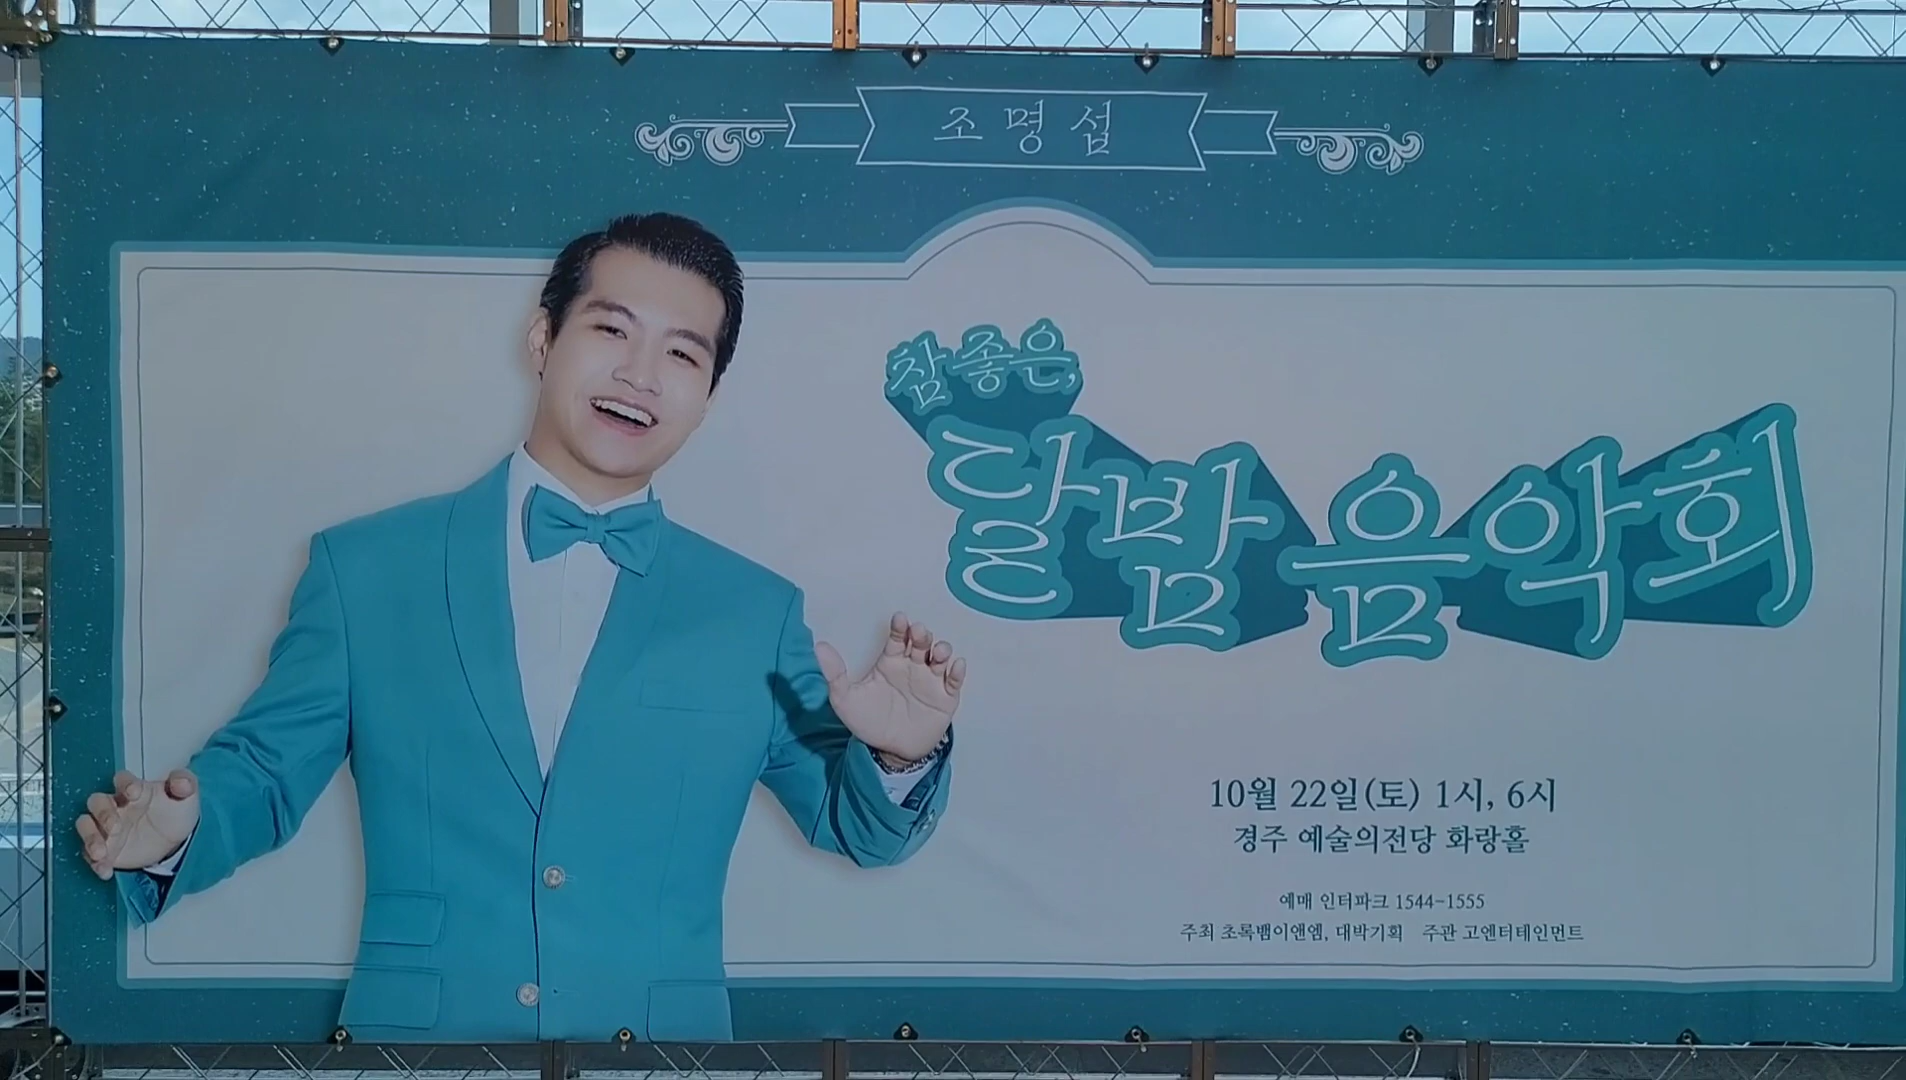 조명섭
참 좋은,
달밤 음악회
10월 22일(토) 1시, 6시
경주 예술의전당 화랑홀
예매 인터파크 1544-1555
주최 초록뱀이앤엠, 대박기획 주관 고엔터테인먼트